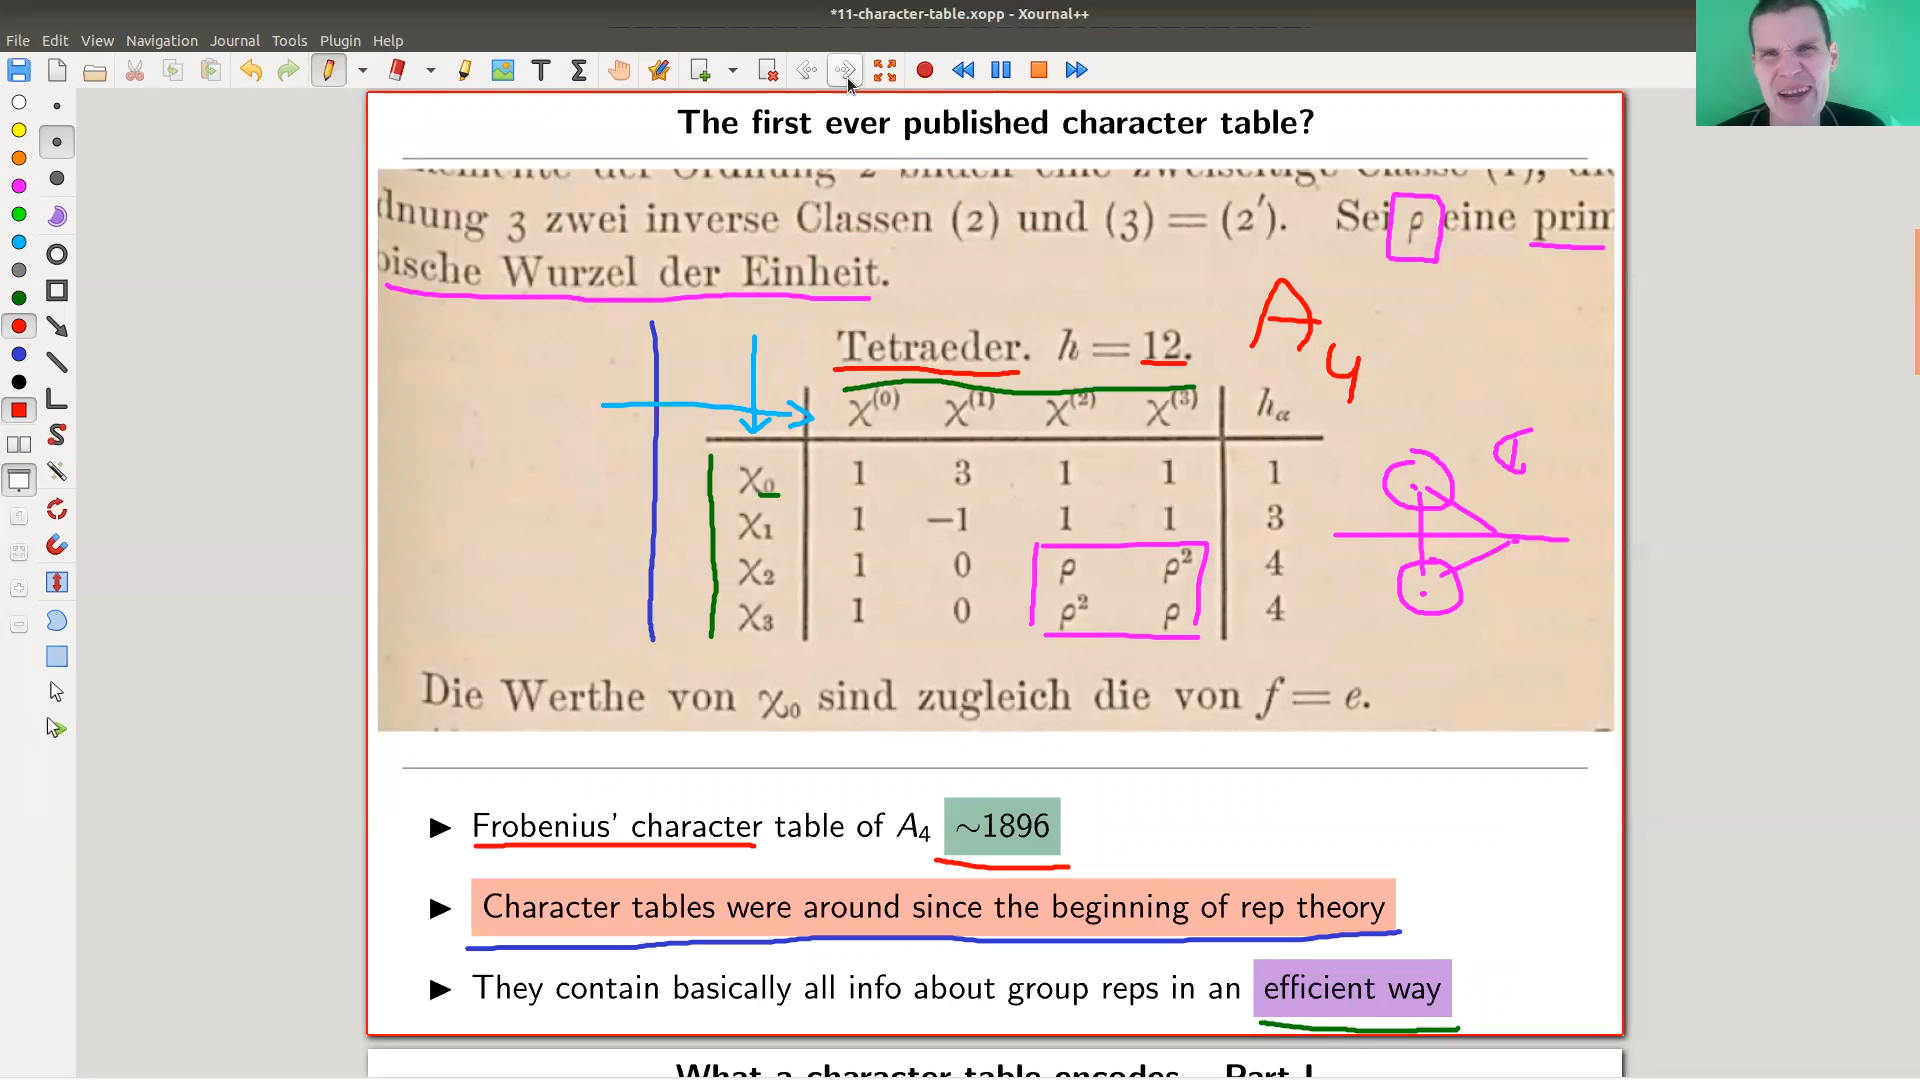 *11-character-table.xopp - Xournal++
File Edit View Navigation Journal Tools Plugin Help
The first ever published character table?
dnung 3 zwei inverse Classen (2) und (3) = (2′). Sei ρ eine prim
bische Wurzel der Einheit.
Tetraeder. h = 12.
A₄
χ⁽⁰⁾ χ⁽¹⁾ χ⁽²⁾ χ⁽³⁾ hα
χ₀ 1 3 1 1 1
χ₁ 1 −1 1 1 3
χ₂ 1 0 ρ ρ² 4
χ₃ 1 0 ρ² ρ 4
Die Werthe von χ₀ sind zugleich die von f = e.
► Frobenius’ character table of A₄ ~1896
► Character tables were around since the beginning of rep theory
► They contain basically all info about group reps in an efficient way
What a character table encodes – Part I